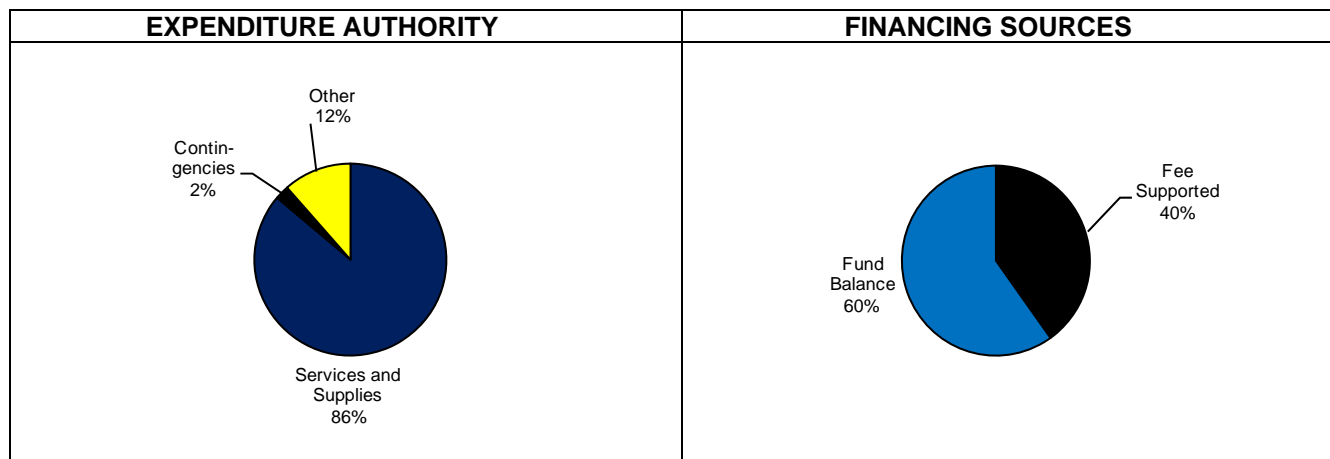 EXPENDITURE AUTHORITY
Other
12%
Contin-
gencies
2%
Services and
Supplies
86%
FINANCING SOURCES
Fee
Supported
40%
Fund
Balance
60%